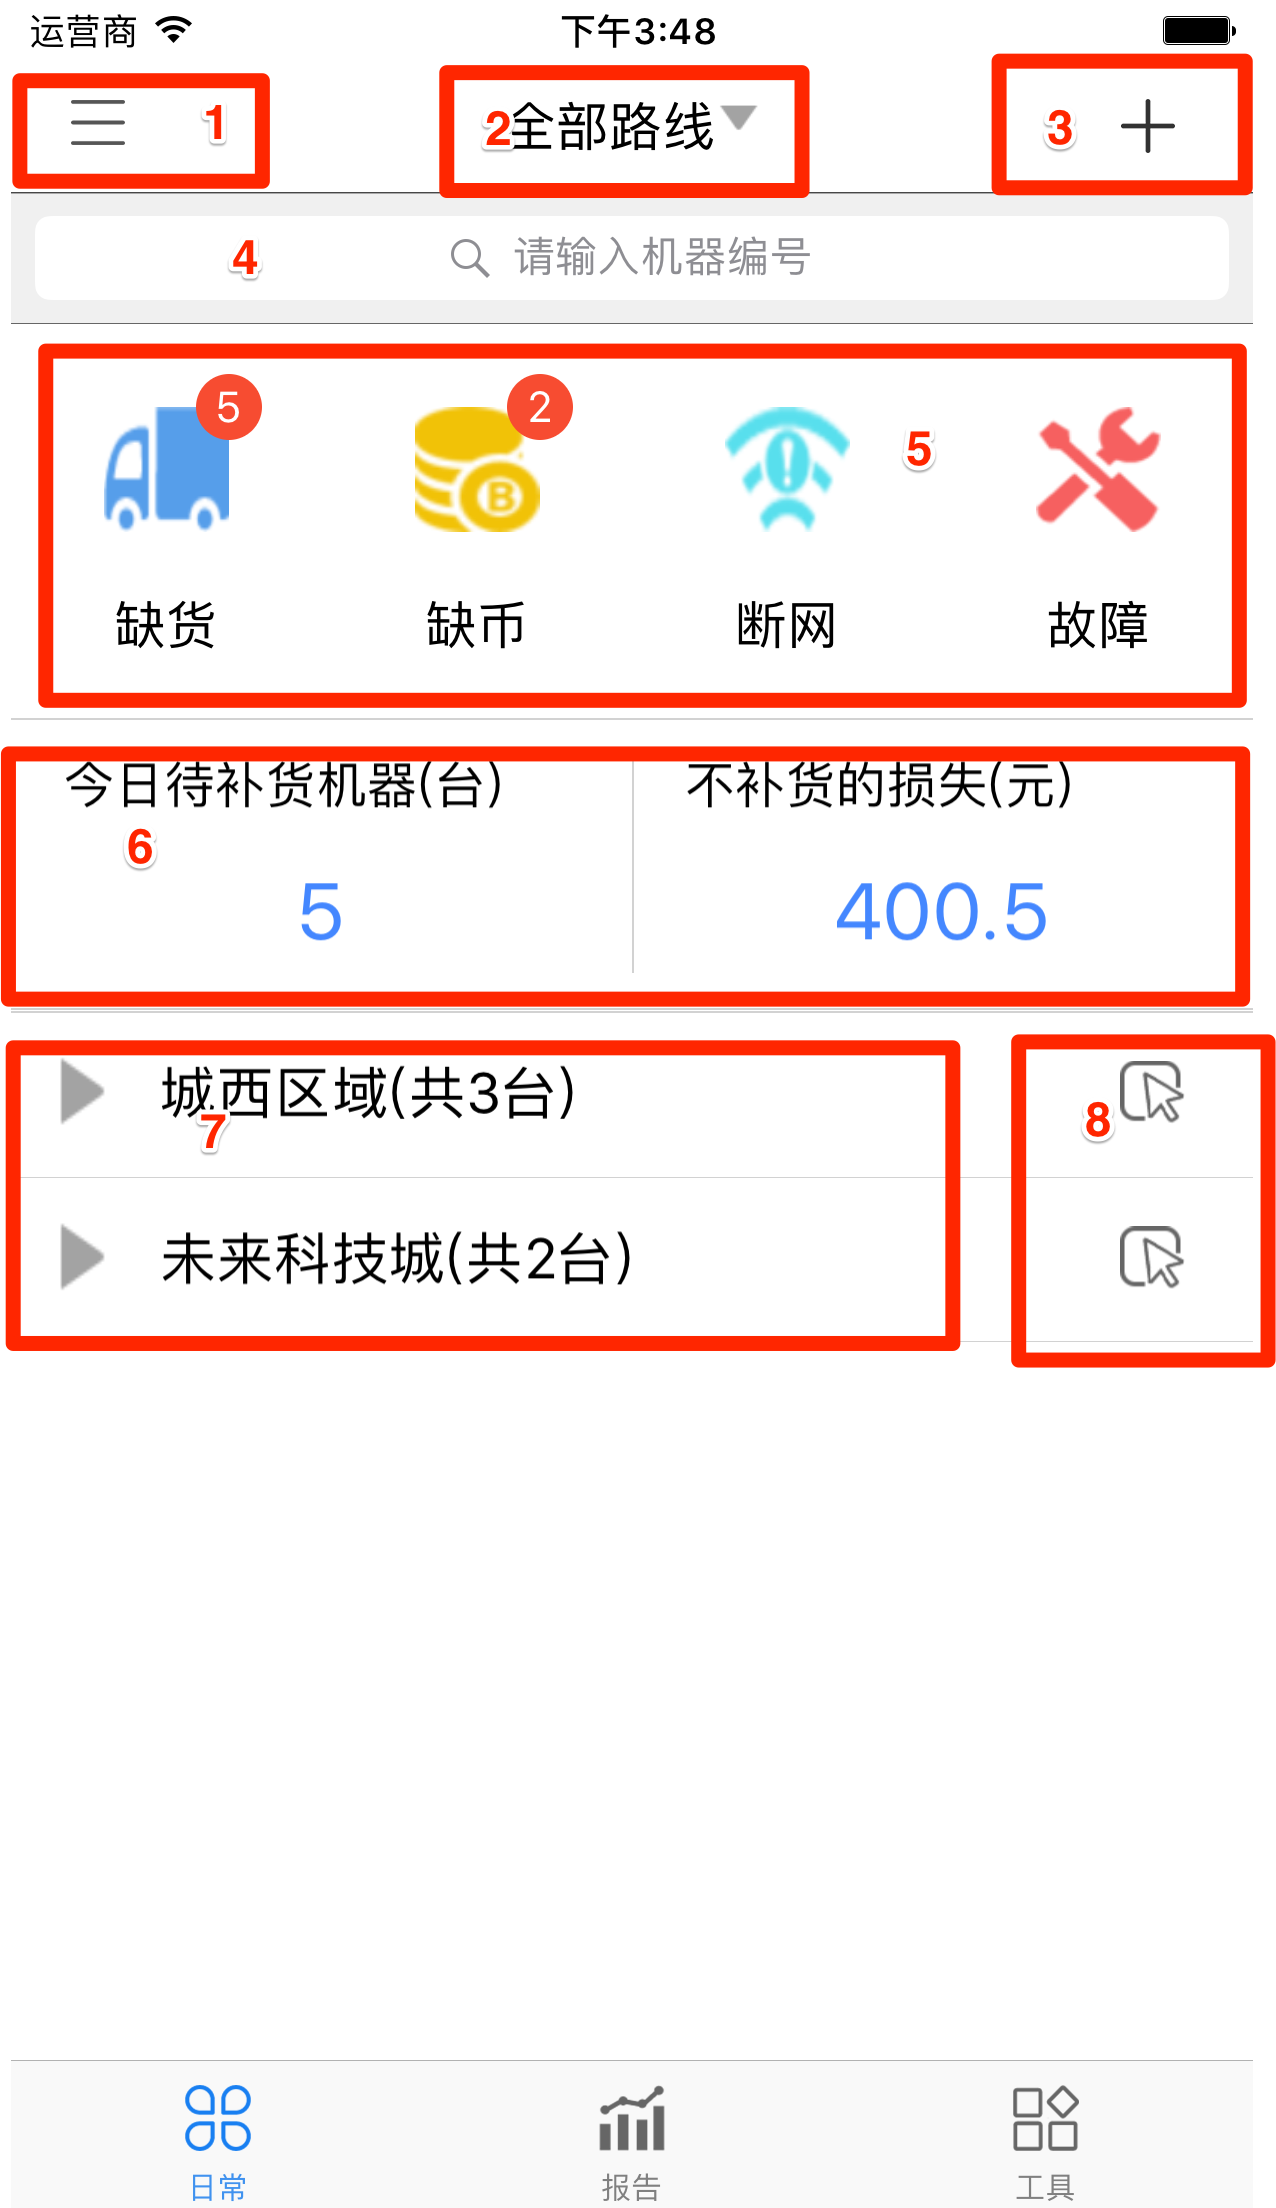 运营商 下午3:48
1 2 全部路线 3
4 请输入机器编号
5 2 5
缺货 缺币 断网 故障
今日待补货机器(台) 不补货的损失(元)
6
5 400.5
城西区域(共3台)
7 8
未来科技城(共2台)
日常 报告 工具